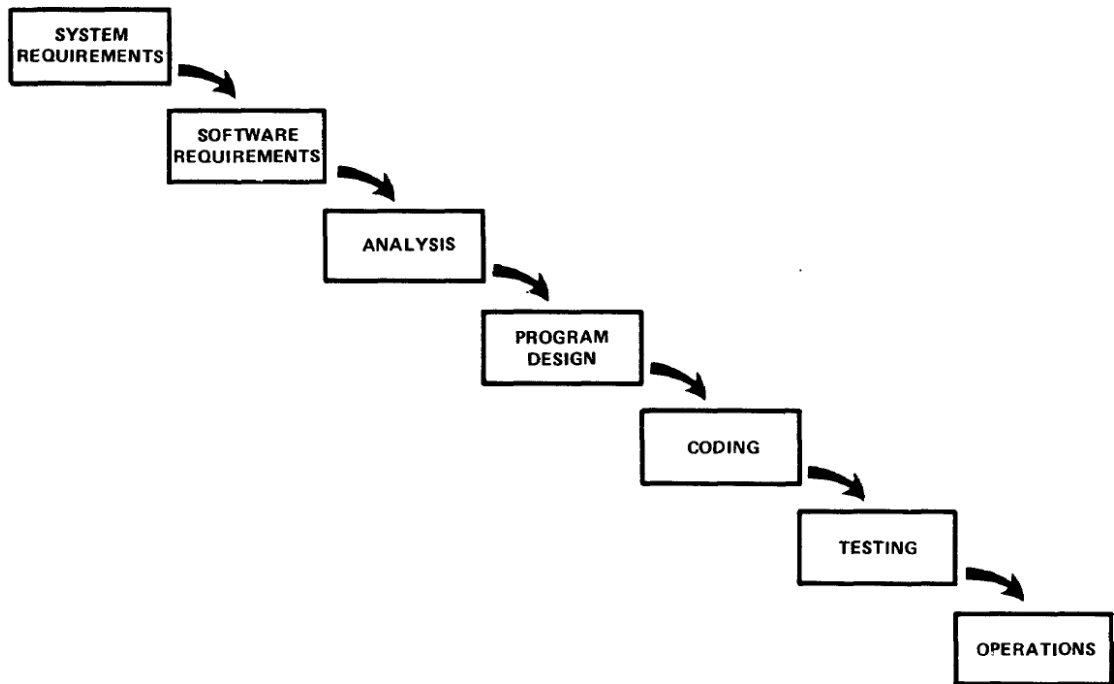 SYSTEM
REQUIREMENTS
SOFTWARE
REQUIREMENTS
ANALYSIS
PROGRAM
DESIGN
CODING
TESTING
OPERATIONS